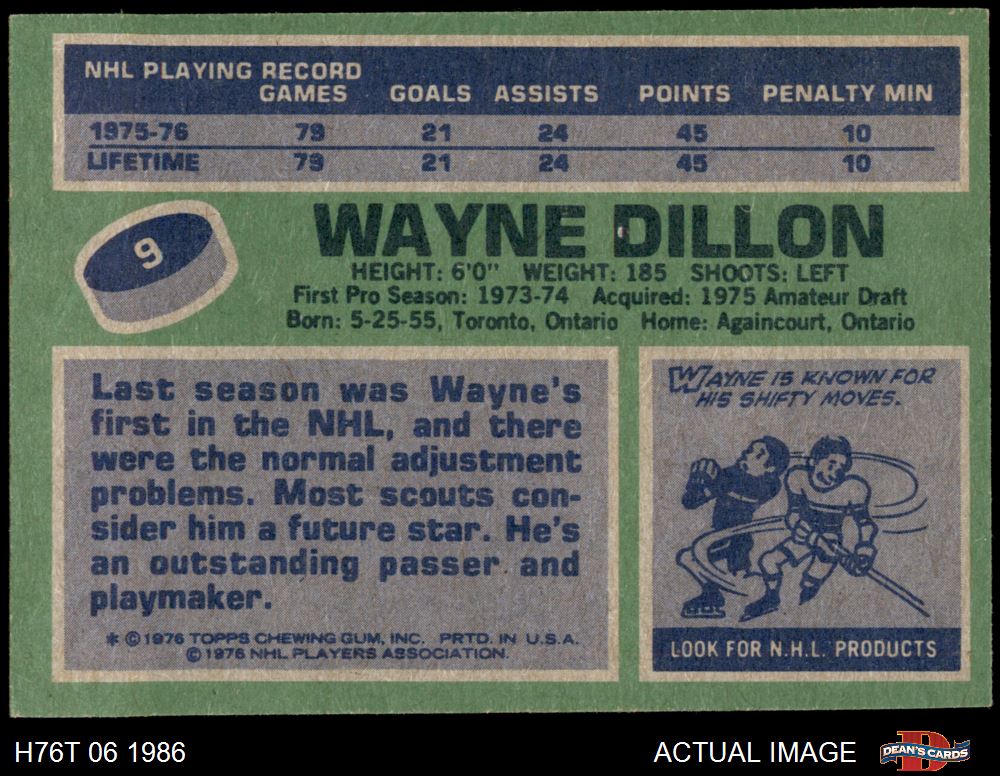 NHL PLAYING RECORD
GAMES GOALS ASSISTS POINTS PENALTY MIN
1975-76 79 21 24 45 10
LIFETIME 79 21 24 45 10
9
WAYNE DILLON
HEIGHT: 6'0" WEIGHT: 185 SHOOTS: LEFT
First Pro Season: 1973-74 Acquired: 1975 Amateur Draft
Born: 5-25-55, Toronto, Ontario Home: Againcourt, Ontario
Last season was Wayne's
first in the NHL, and there
were the normal adjustment
problems. Most scouts con-
sider him a future star. He's
an outstanding passer and
playmaker.
* © 1976 TOPPS CHEWING GUM, INC. PRTD. IN U.S.A.
© 1976 NHL PLAYERS ASSOCIATION.
WAYNE IS KNOWN FOR
HIS SHIFTY MOVES.
LOOK FOR N.H.L. PRODUCTS
H76T 06 1986
ACTUAL IMAGE
D
DEAN'S CARDS